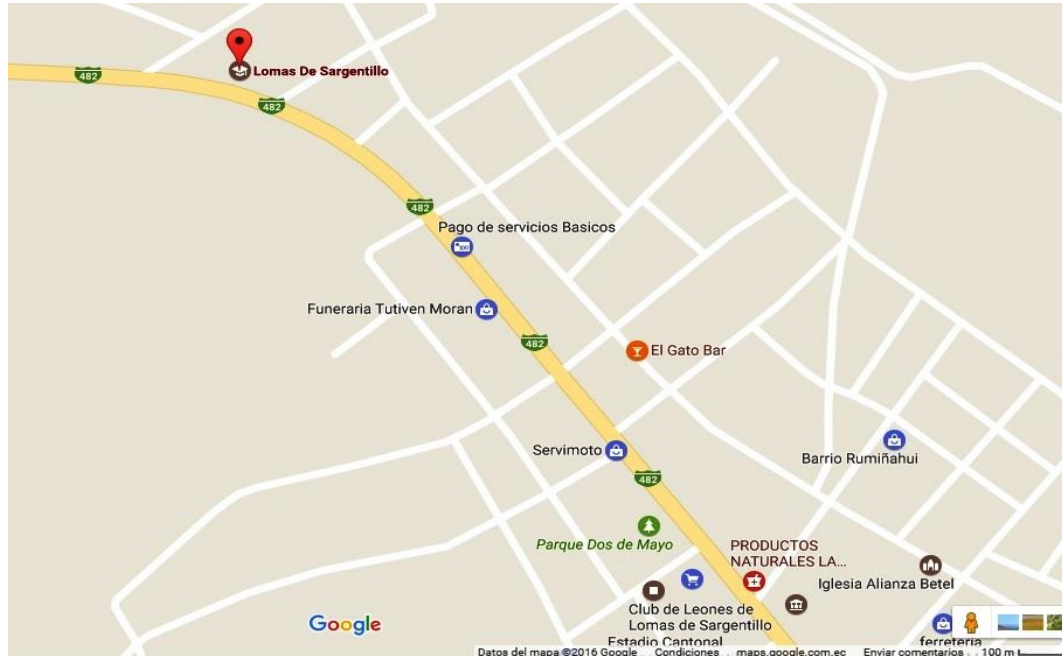 Lomas De Sargentillo
482
482
482
Pago de servicios Basicos
Funeraria Tutiven Moran
482
El Gato Bar
Servimoto
Barrio Rumiñahui
482
Parque Dos de Mayo
PRODUCTOS
NATURALES LA...
Iglesia Alianza Betel
Club de Leones de
Lomas de Sargentillo
Google
Estadio Cantonal
ferretería
Datos del mapa ©2016 Google Condiciones maps.google.com.ec Enviar comentarios 100 m